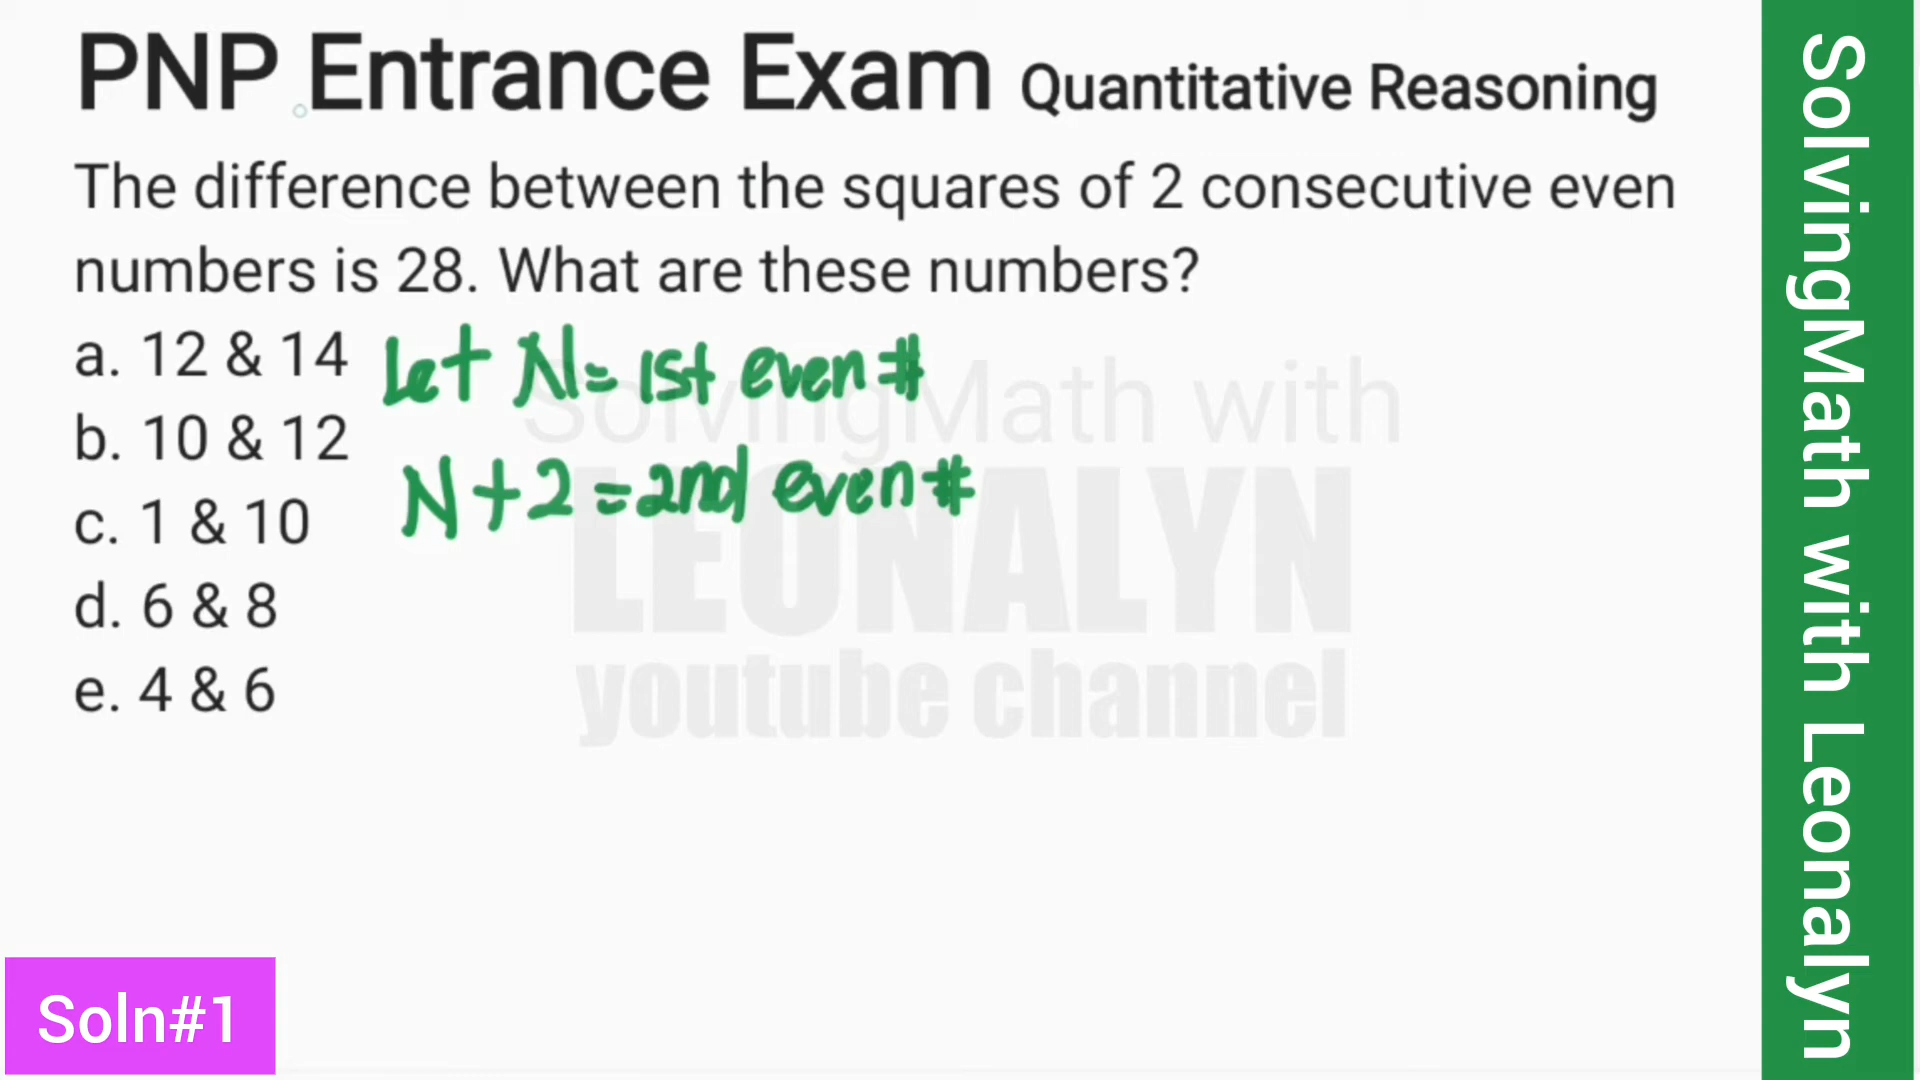 PNP Entrance Exam Quantitative Reasoning
The difference between the squares of 2 consecutive even
numbers is 28. What are these numbers?
a. 12 & 14
Let N = 1st even #
b. 10 & 12
N + 2 = 2nd even #
c. 1 & 10
d. 6 & 8
e. 4 & 6
SolvingMath with
LEONALYN
youtube channel
Soln#1
SolvingMath with Leonalyn